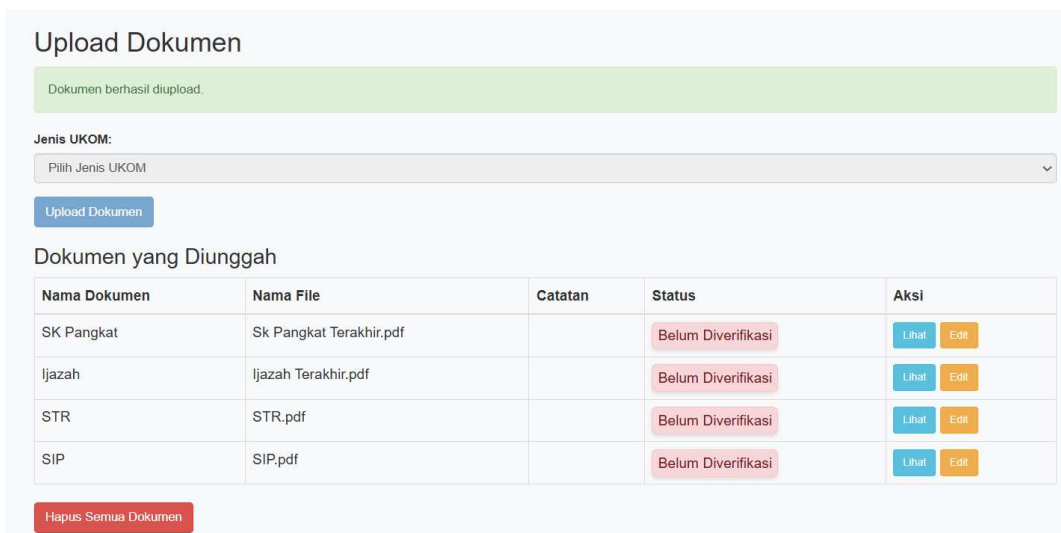 Upload Dokumen
Dokumen berhasil diupload.
Jenis UKOM:
Pilih Jenis UKOM
Upload Dokumen
Dokumen yang Diunggah
Nama Dokumen Nama File Catatan Status Aksi
SK Pangkat Sk Pangkat Terakhir.pdf Belum Diverifikasi Lihat Edit
Ijazah Ijazah Terakhir.pdf Belum Diverifikasi Lihat Edit
STR STR.pdf Belum Diverifikasi Lihat Edit
SIP SIP.pdf Belum Diverifikasi Lihat Edit
Hapus Semua Dokumen